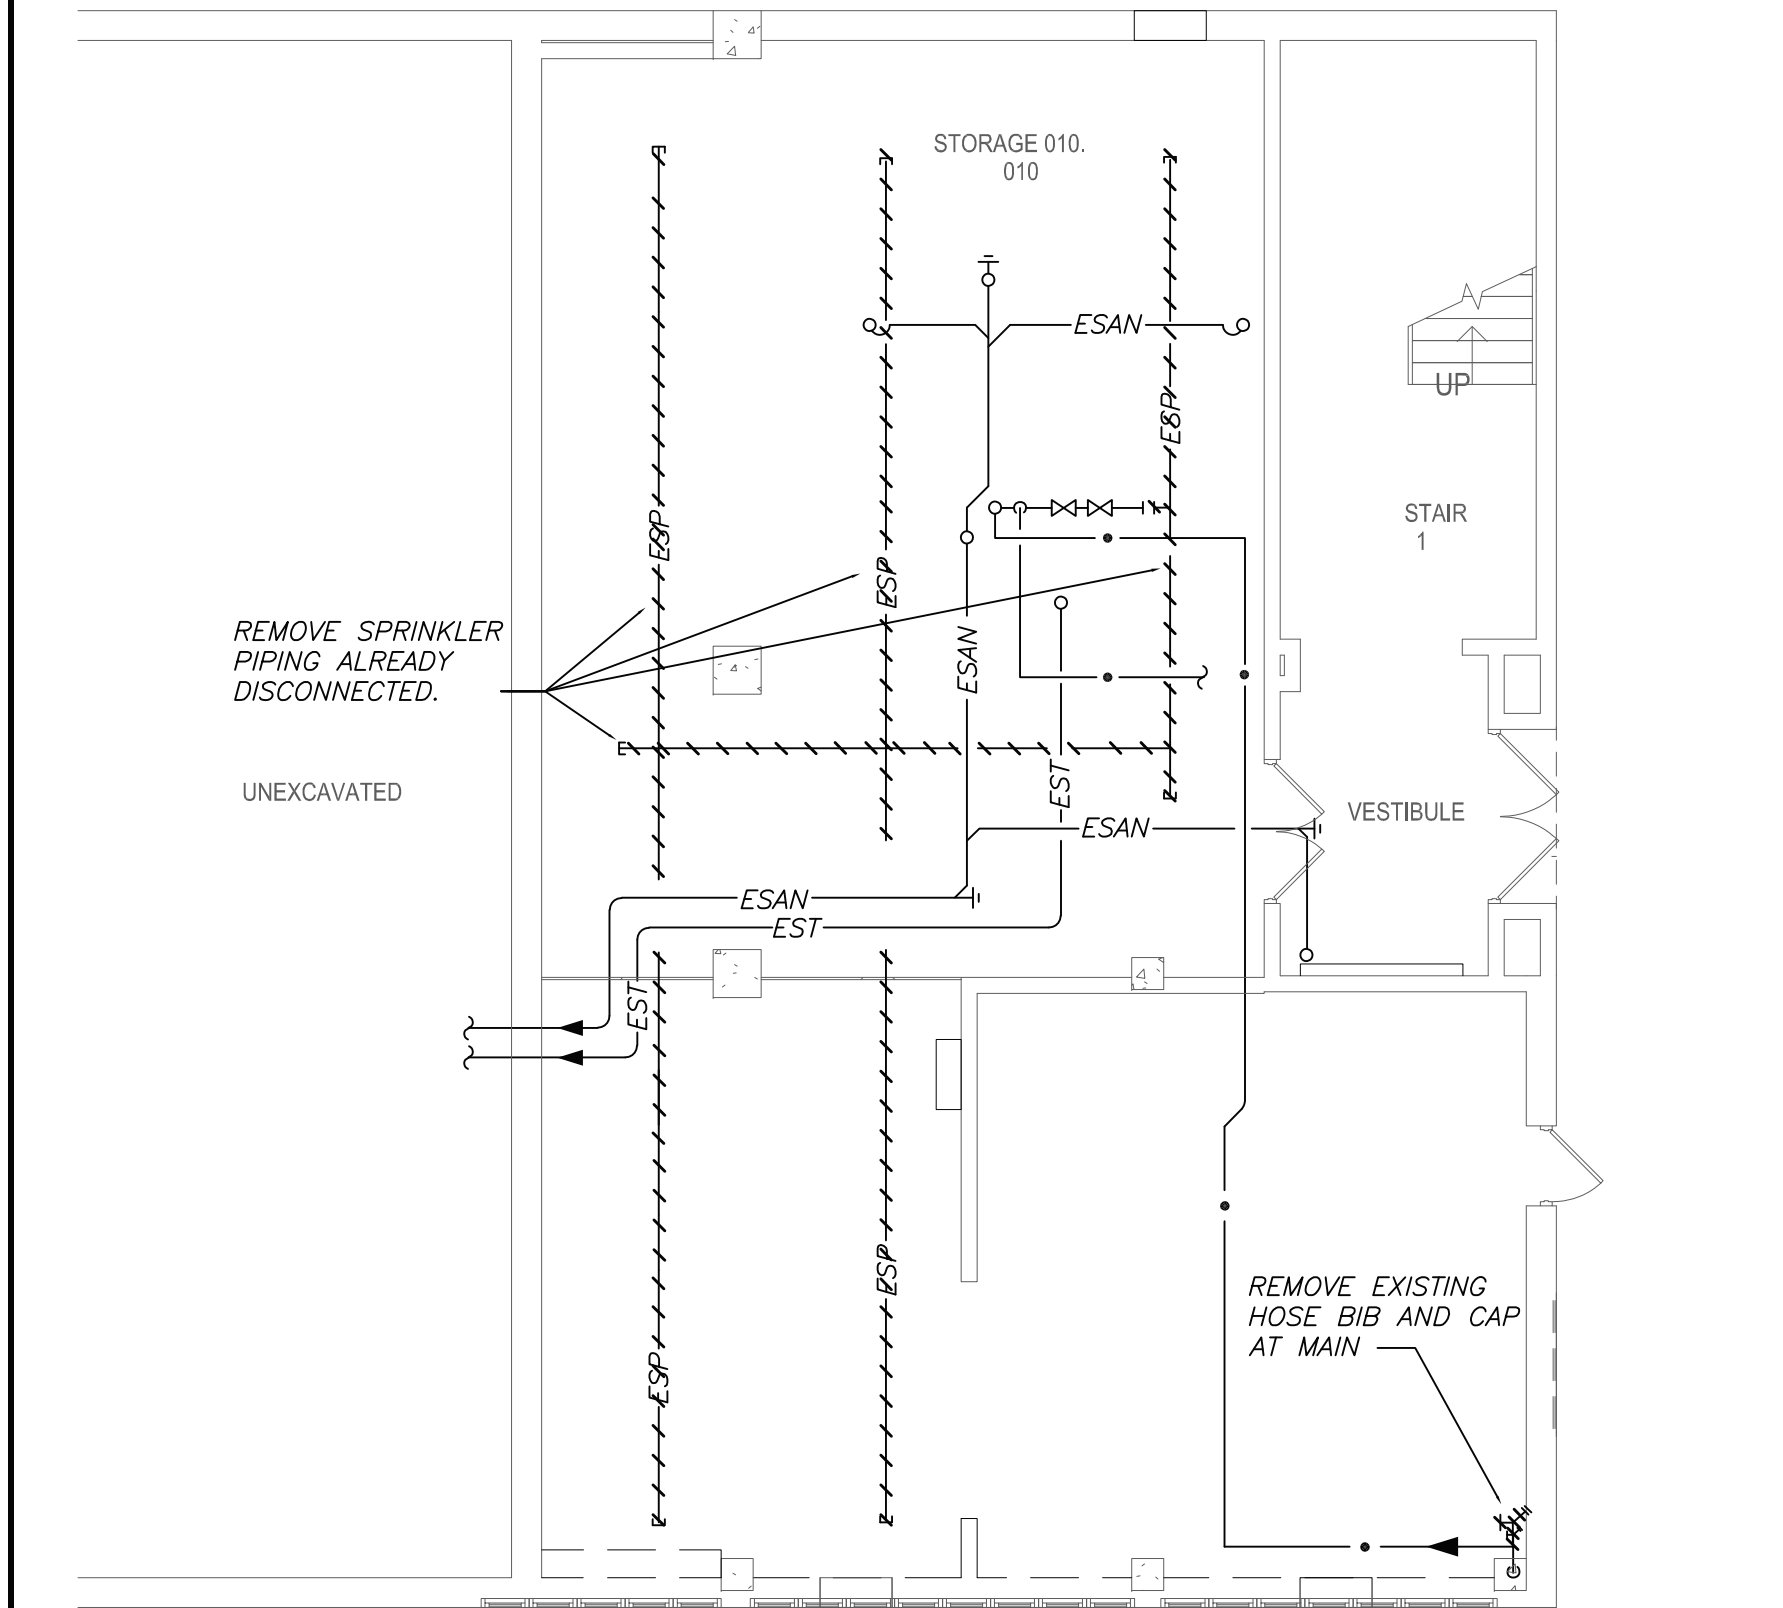 STORAGE 010.
010
ESAN
UP
ESP
ESP
STAIR
1
ESP
REMOVE SPRINKLER
PIPING ALREADY
DISCONNECTED.
ESAN
EST
UNEXCAVATED
VESTIBULE
ESAN
ESAN
EST
EST
ESP
REMOVE EXISTING
HOSE BIB AND CAP
AT MAIN
ESP